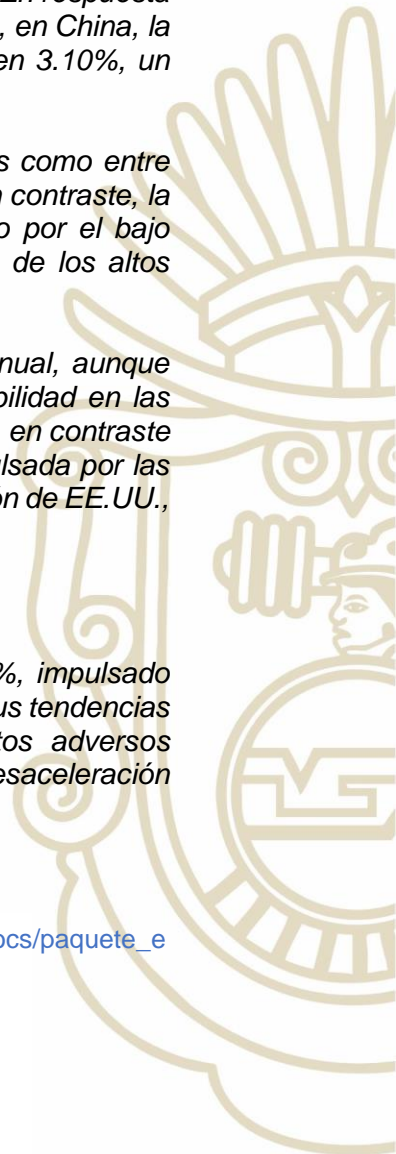 En respuesta
, en China, la
en 3.10%, un
s como entre
contraste, la
o por el bajo
de los altos
nual, aunque
bilidad en las
en contraste
ulsada por las
ón de EE.UU.,
%, impulsado
us tendencias
tos adversos
esaceleración
ocs/paquete_e